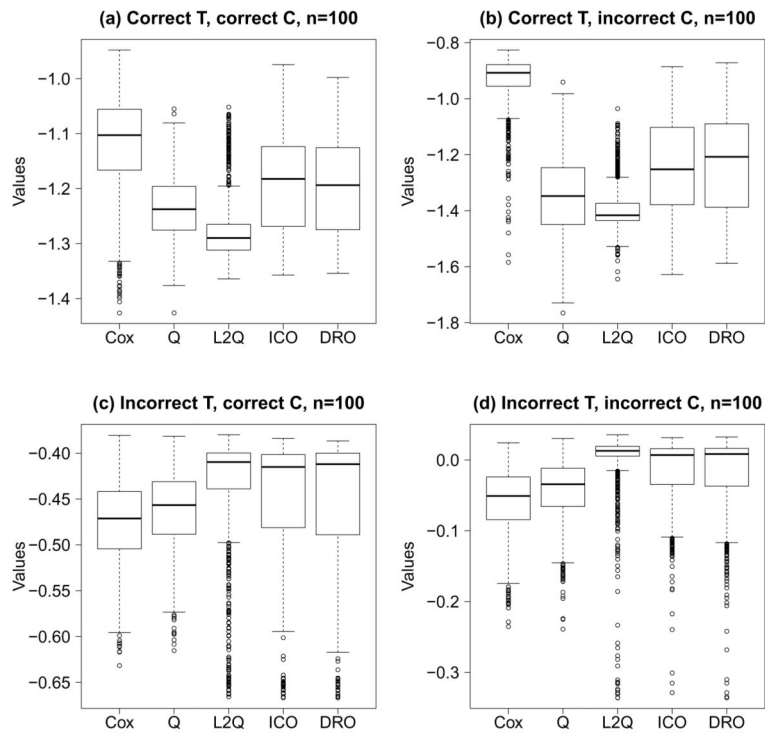 (a) Correct T, correct C, n=100
Values
−1.0
−1.1
−1.2
−1.3
−1.4
Cox Q L2Q ICO DRO
(b) Correct T, incorrect C, n=100
Values
−0.8
−1.0
−1.2
−1.4
−1.6
−1.8
Cox Q L2Q ICO DRO
(c) Incorrect T, correct C, n=100
Values
−0.40
−0.45
−0.50
−0.55
−0.60
−0.65
Cox Q L2Q ICO DRO
(d) Incorrect T, incorrect C, n=100
Values
0.0
−0.1
−0.2
−0.3
Cox Q L2Q ICO DRO